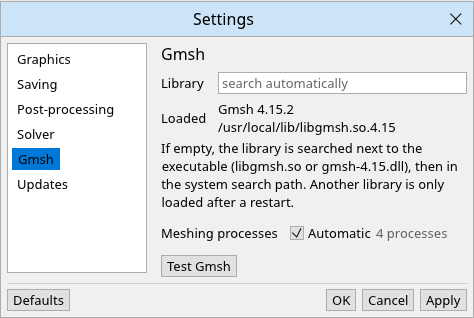 Settings
Graphics
Saving
Post-processing
Solver
Gmsh
Updates
Gmsh
Library search automatically
Loaded Gmsh 4.15.2
/usr/local/lib/libgmsh.so.4.15
If empty, the library is searched next to the
executable (libgmsh.so or gmsh-4.15.dll), then in
the system search path. Another library is only
loaded after a restart.
Meshing processes Automatic 4 processes
Test Gmsh
Defaults OK Cancel Apply